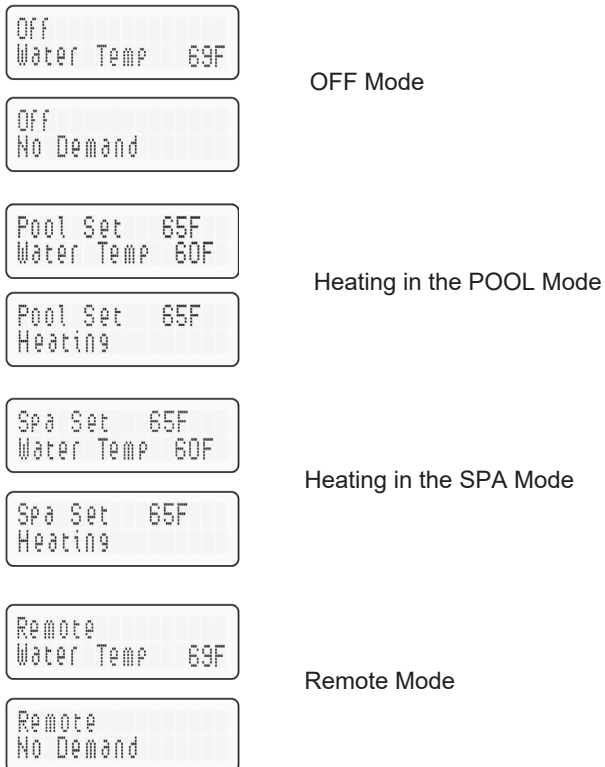 Off
Water Temp 69F
OFF Mode
Off
No Demand
Pool Set 65F
Water Temp 60F
Heating in the POOL Mode
Pool Set 65F
Heating
Spa Set 65F
Water Temp 60F
Heating in the SPA Mode
Spa Set 65F
Heating
Remote
Water Temp 69F
Remote Mode
Remote
No Demand